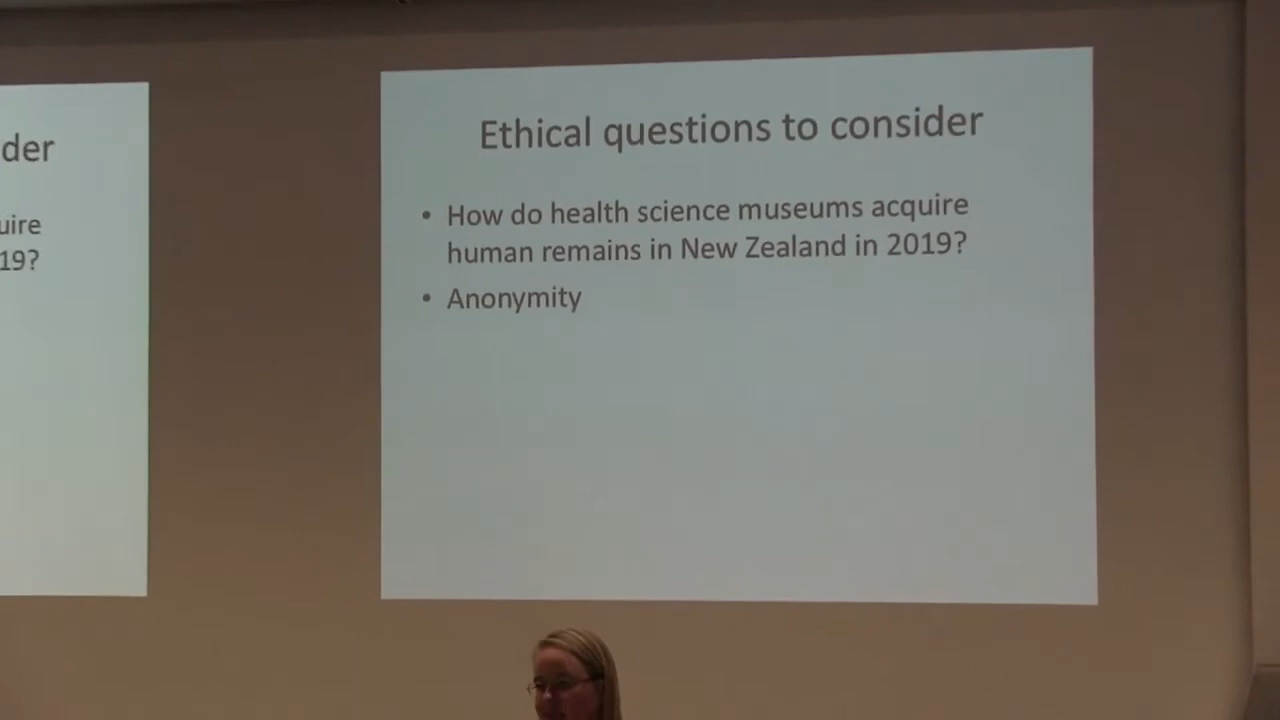 der
uire
19?
Ethical questions to consider
• How do health science museums acquire
human remains in New Zealand in 2019?
• Anonymity